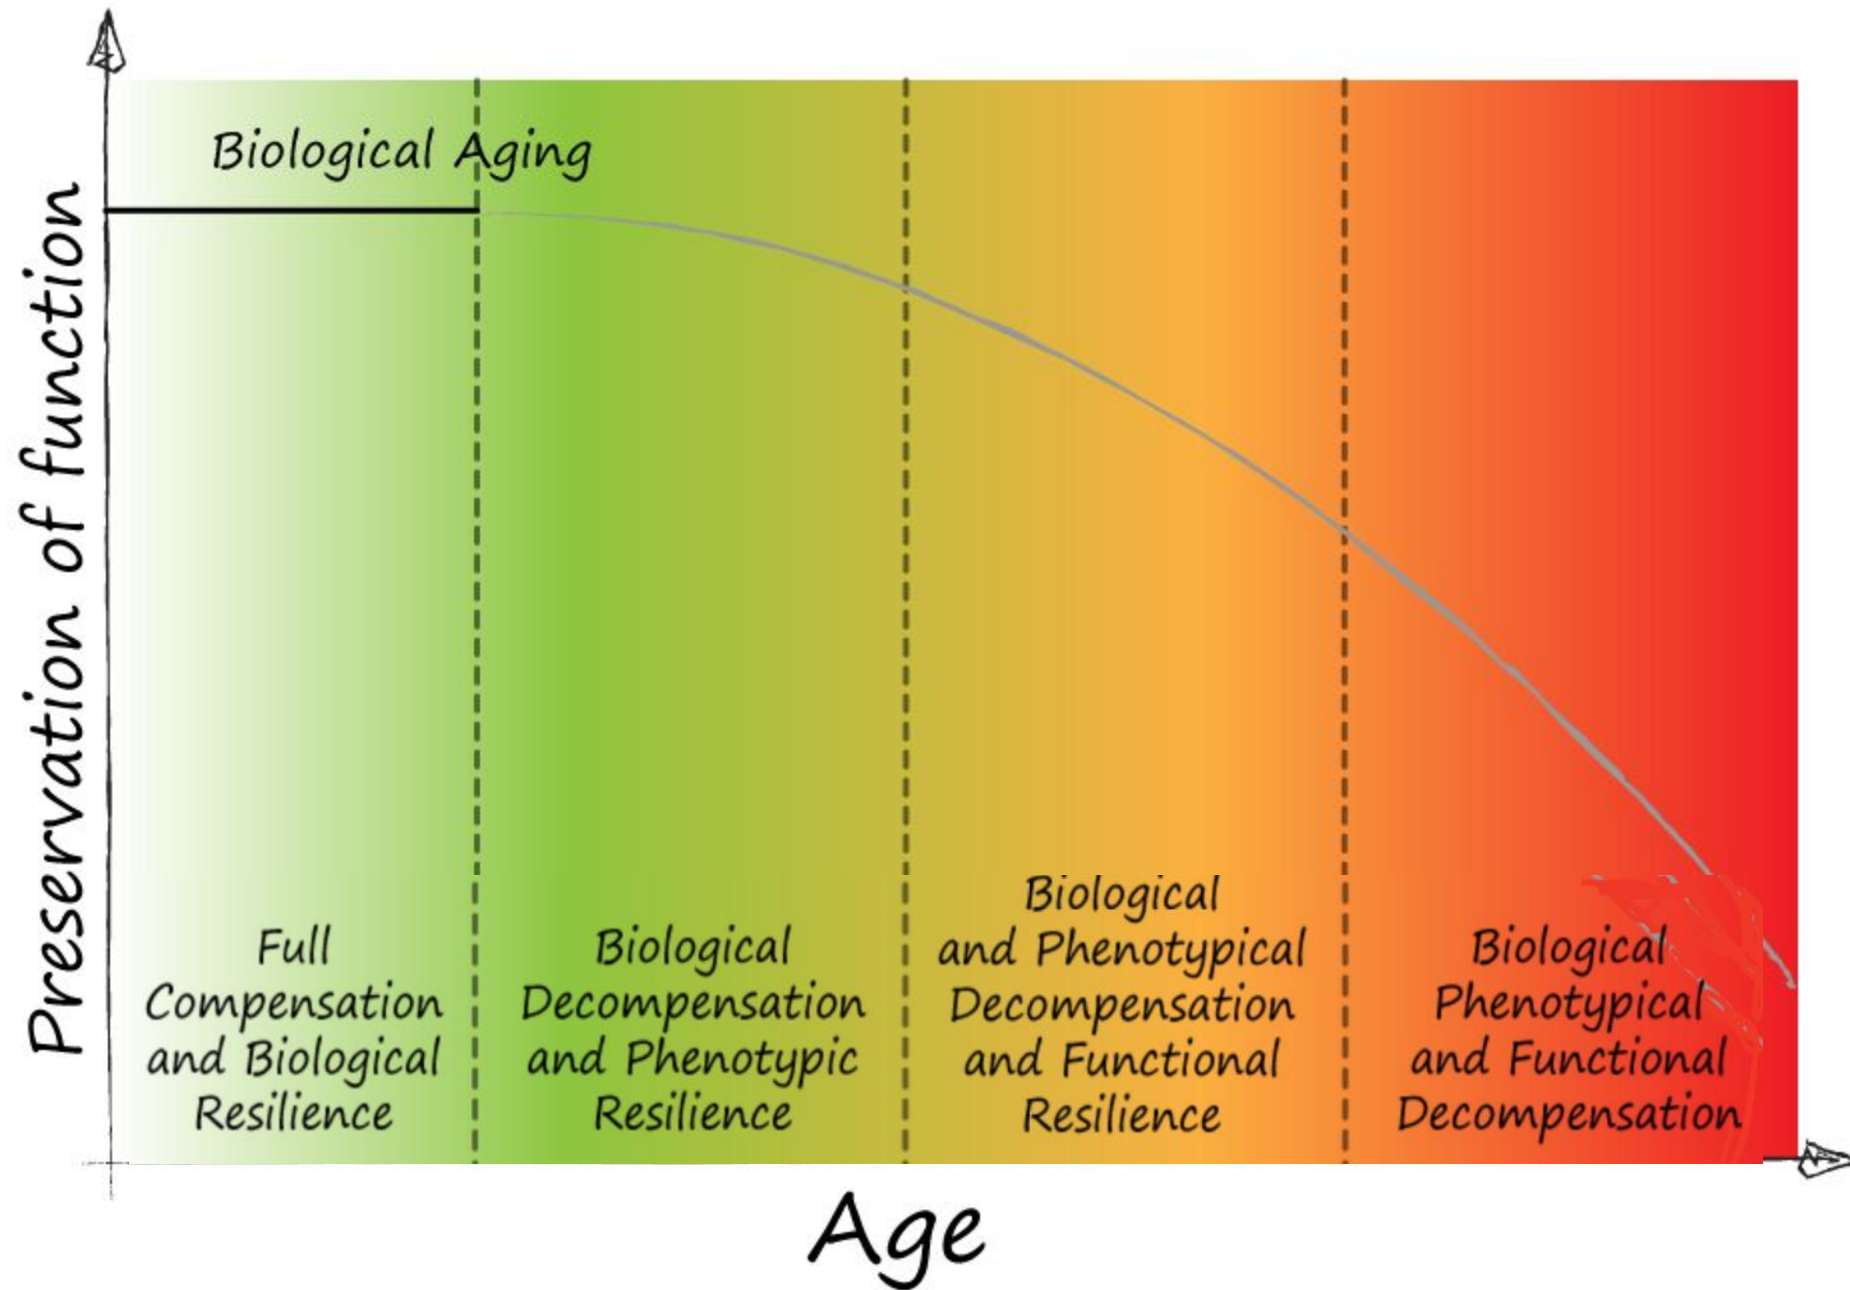 Biological Aging
Preservation of function
Full
Compensation
and Biological
Resilience
Biological
Decompensation
and Phenotypic
Resilience
Biological
and Phenotypical
Decompensation
and Functional
Resilience
Biological
Phenotypical
and Functional
Decompensation
Age